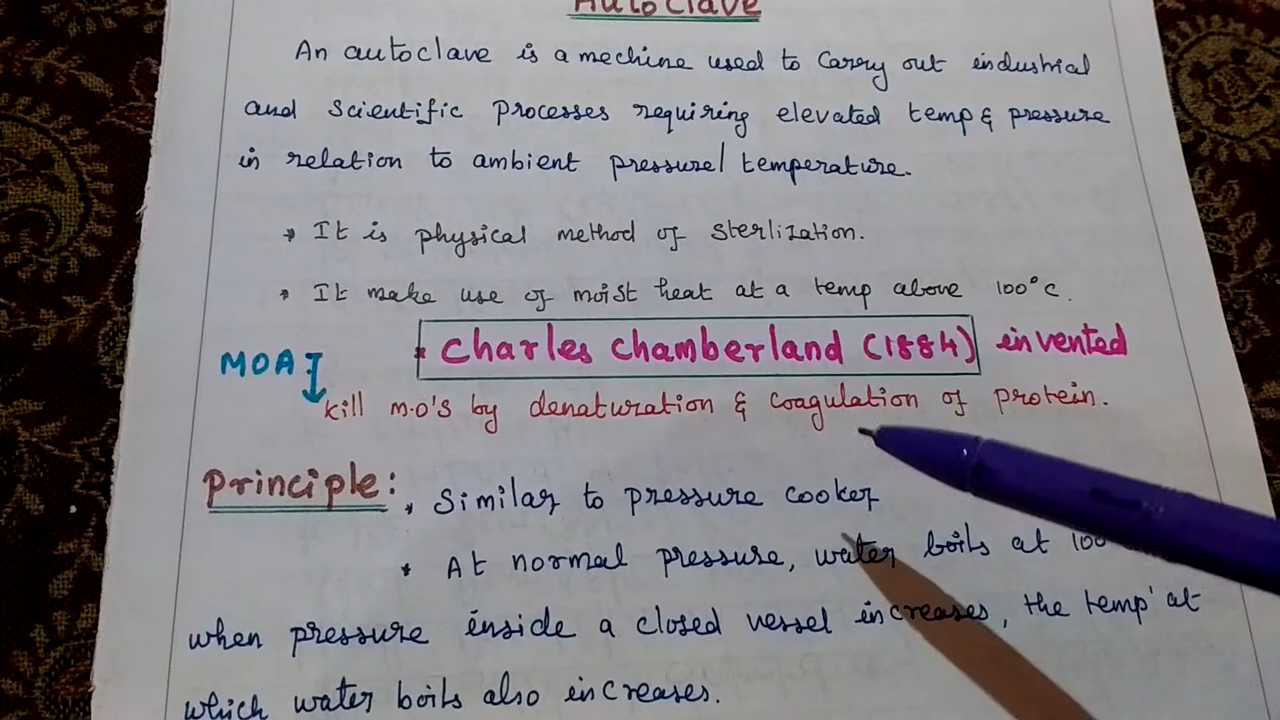 Autoclave
An autoclave is a mechine used to carry out industrial
and scientific processes requiring elevated temp & pressure
in relation to ambient pressure/temperature.
* It is physical method of sterlization.
* It make use of moist heat at a temp above 100°C.
* Charles Chamberland (1884) invented
MOA:
kill m.o's by denaturation & coagulation of protein.
Principle:
* Similar to pressure cooker
* At normal pressure, water boils at 100
when pressure inside a closed vessel increases, the temp' at
which water boils also increases.